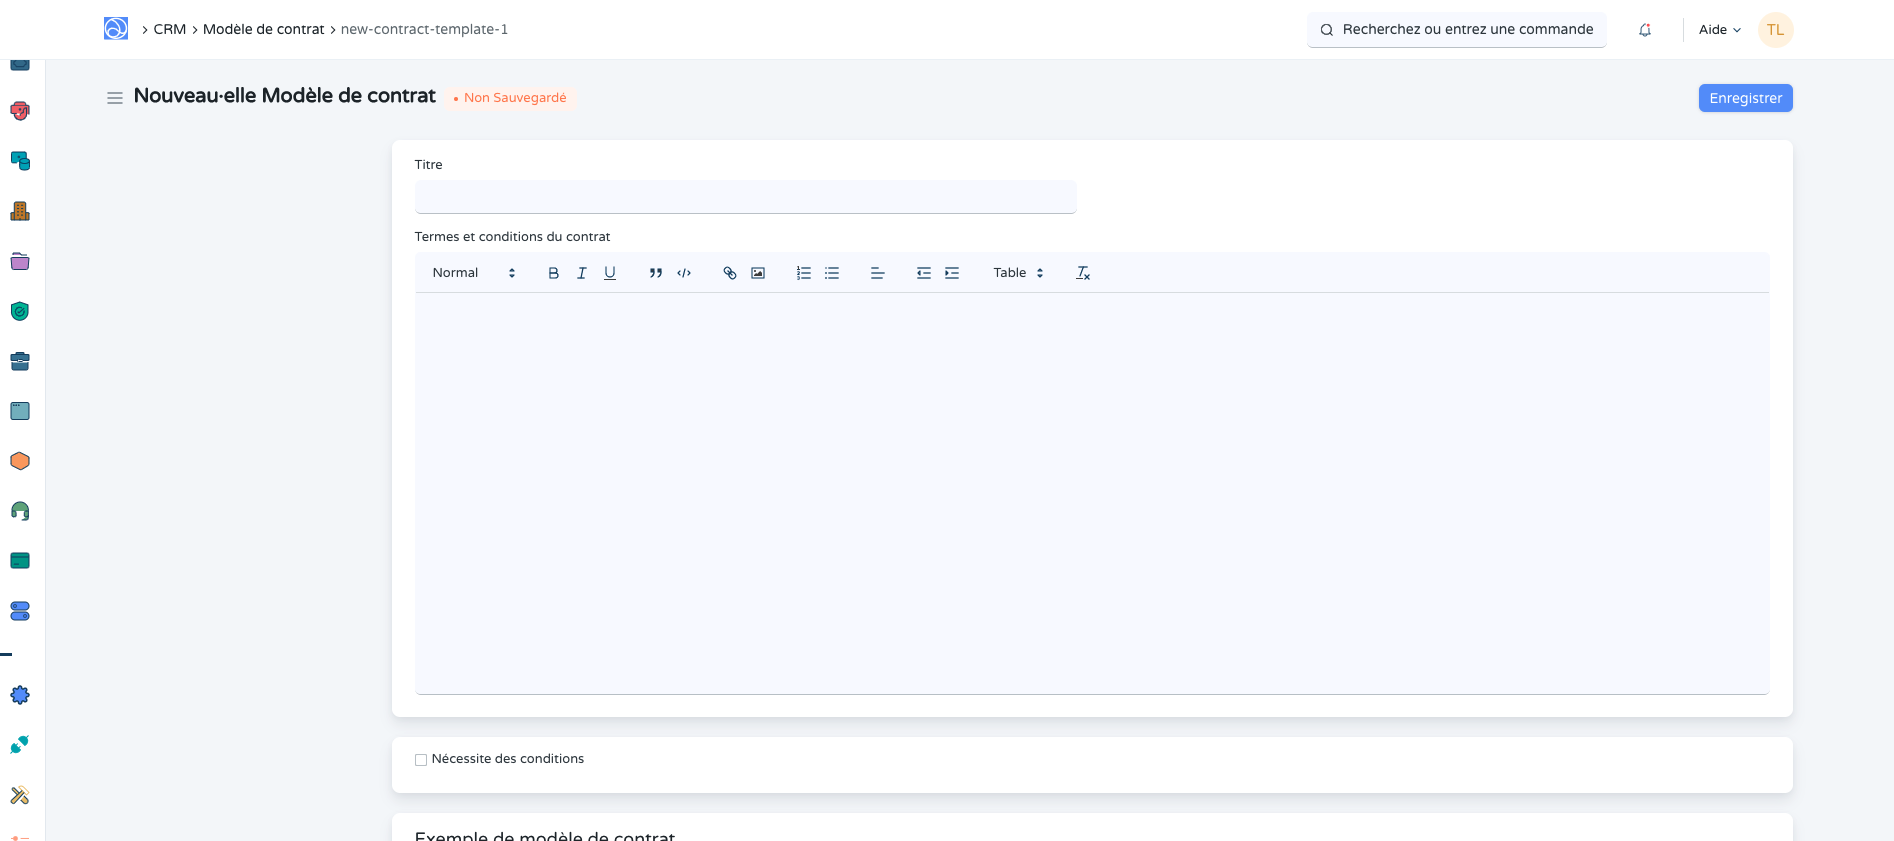 CRM Modèle de contrat new-contract-template-1
Recherchez ou entrez une commande
Aide
TL
Nouveau·elle Modèle de contrat
Non Sauvegardé
Enregistrer
Titre
Termes et conditions du contrat
Normal
Table
Nécessite des conditions
Exemple de modèle de contrat